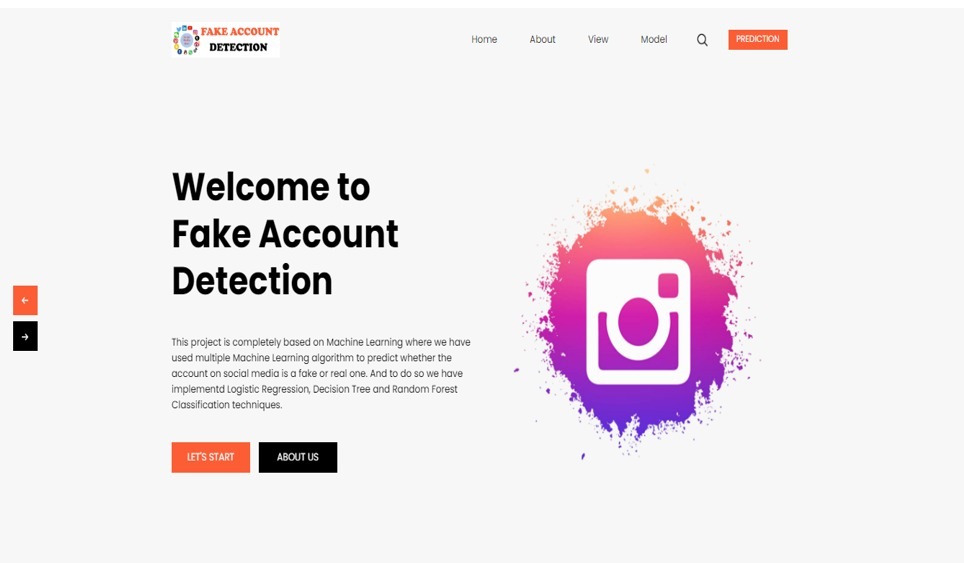 FAKE ACCOUNT
DETECTION
Home
About
View
Model
PREDICTION
Welcome to
Fake Account
Detection
This project is completely based on Machine Learning where we have
used multiple Machine Learning algorithm to predict whether the
account on social media is a fake or real one. And to do so we have
implementd Logistic Regression, Decision Tree and Random Forest
Classification techniques.
LET'S START
ABOUT US